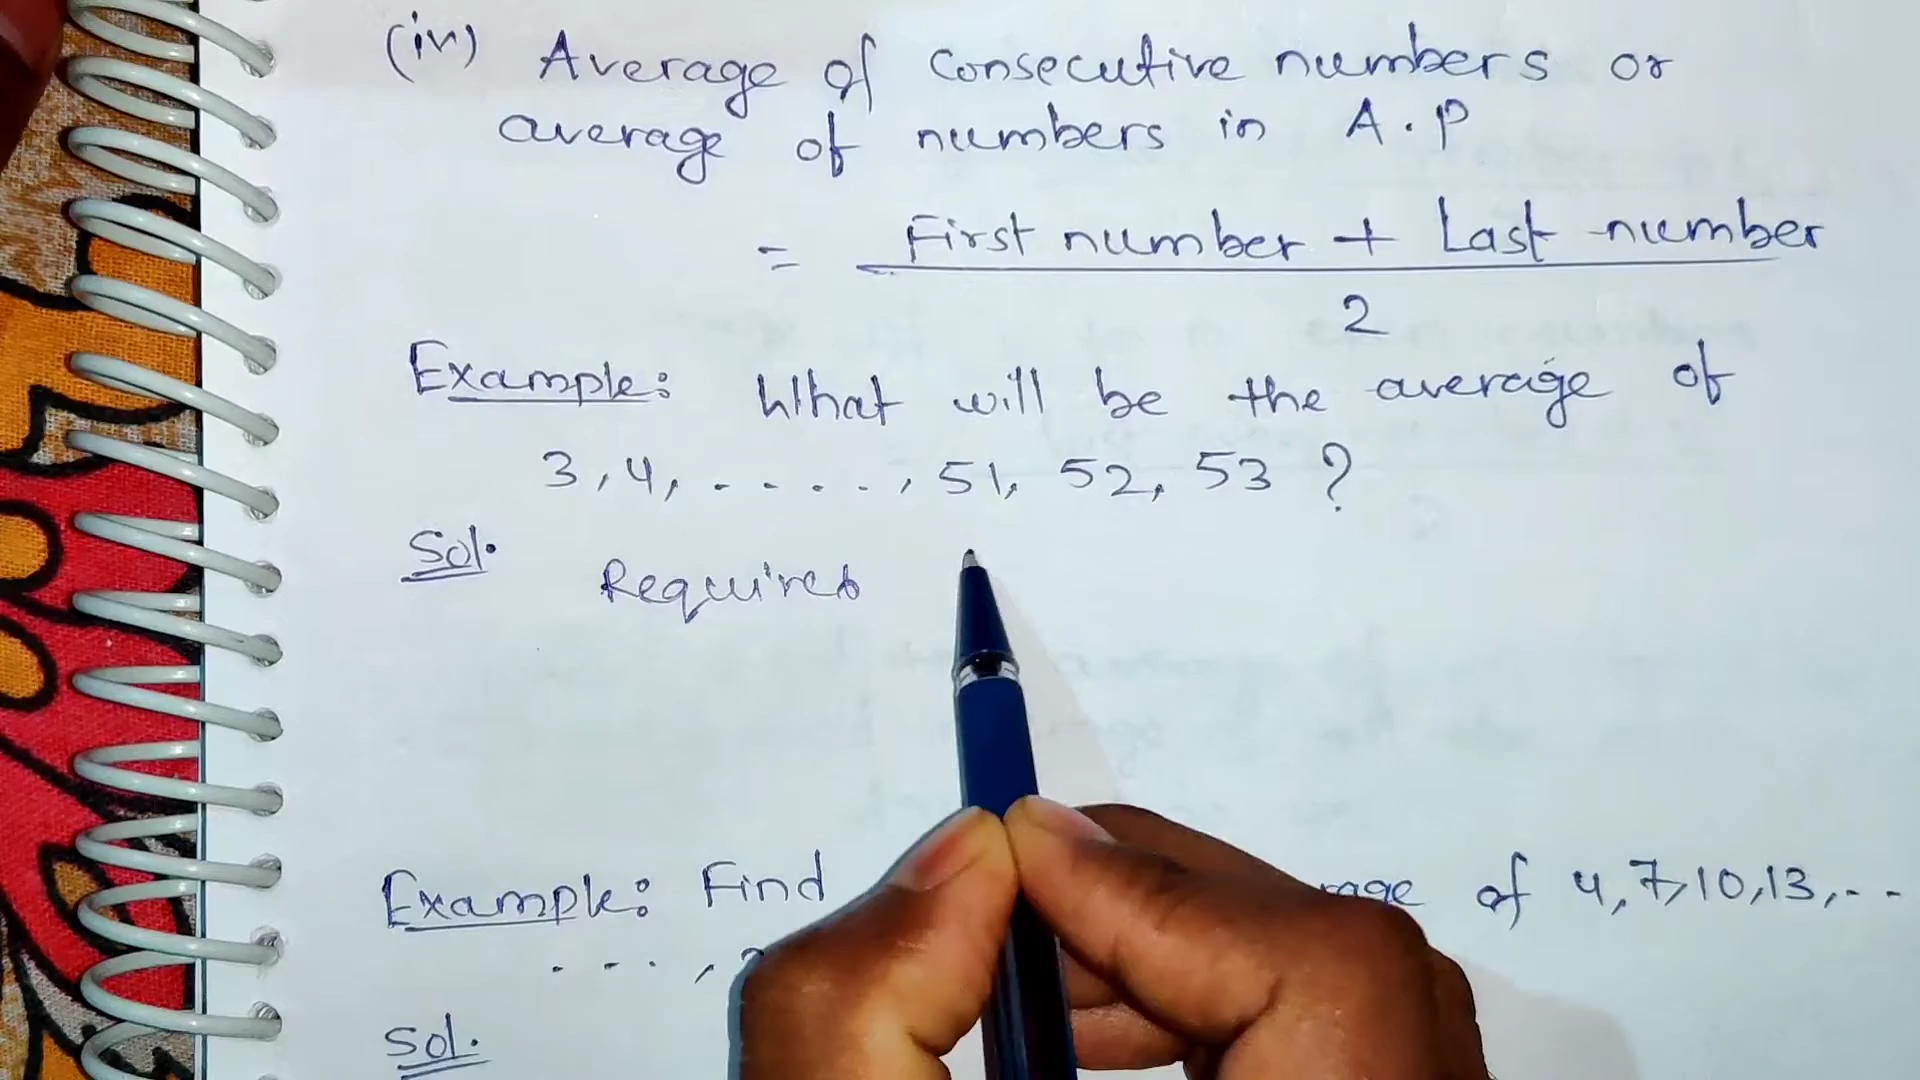 (iv) Average of consecutive numbers or
average of numbers in A.P
= First number + Last number
2
Example: What will be the average of
3, 4, ....., 51, 52, 53 ?
Sol. Required
Example: Find of 4, 7, 10, 13, ..
..., 
Sol.